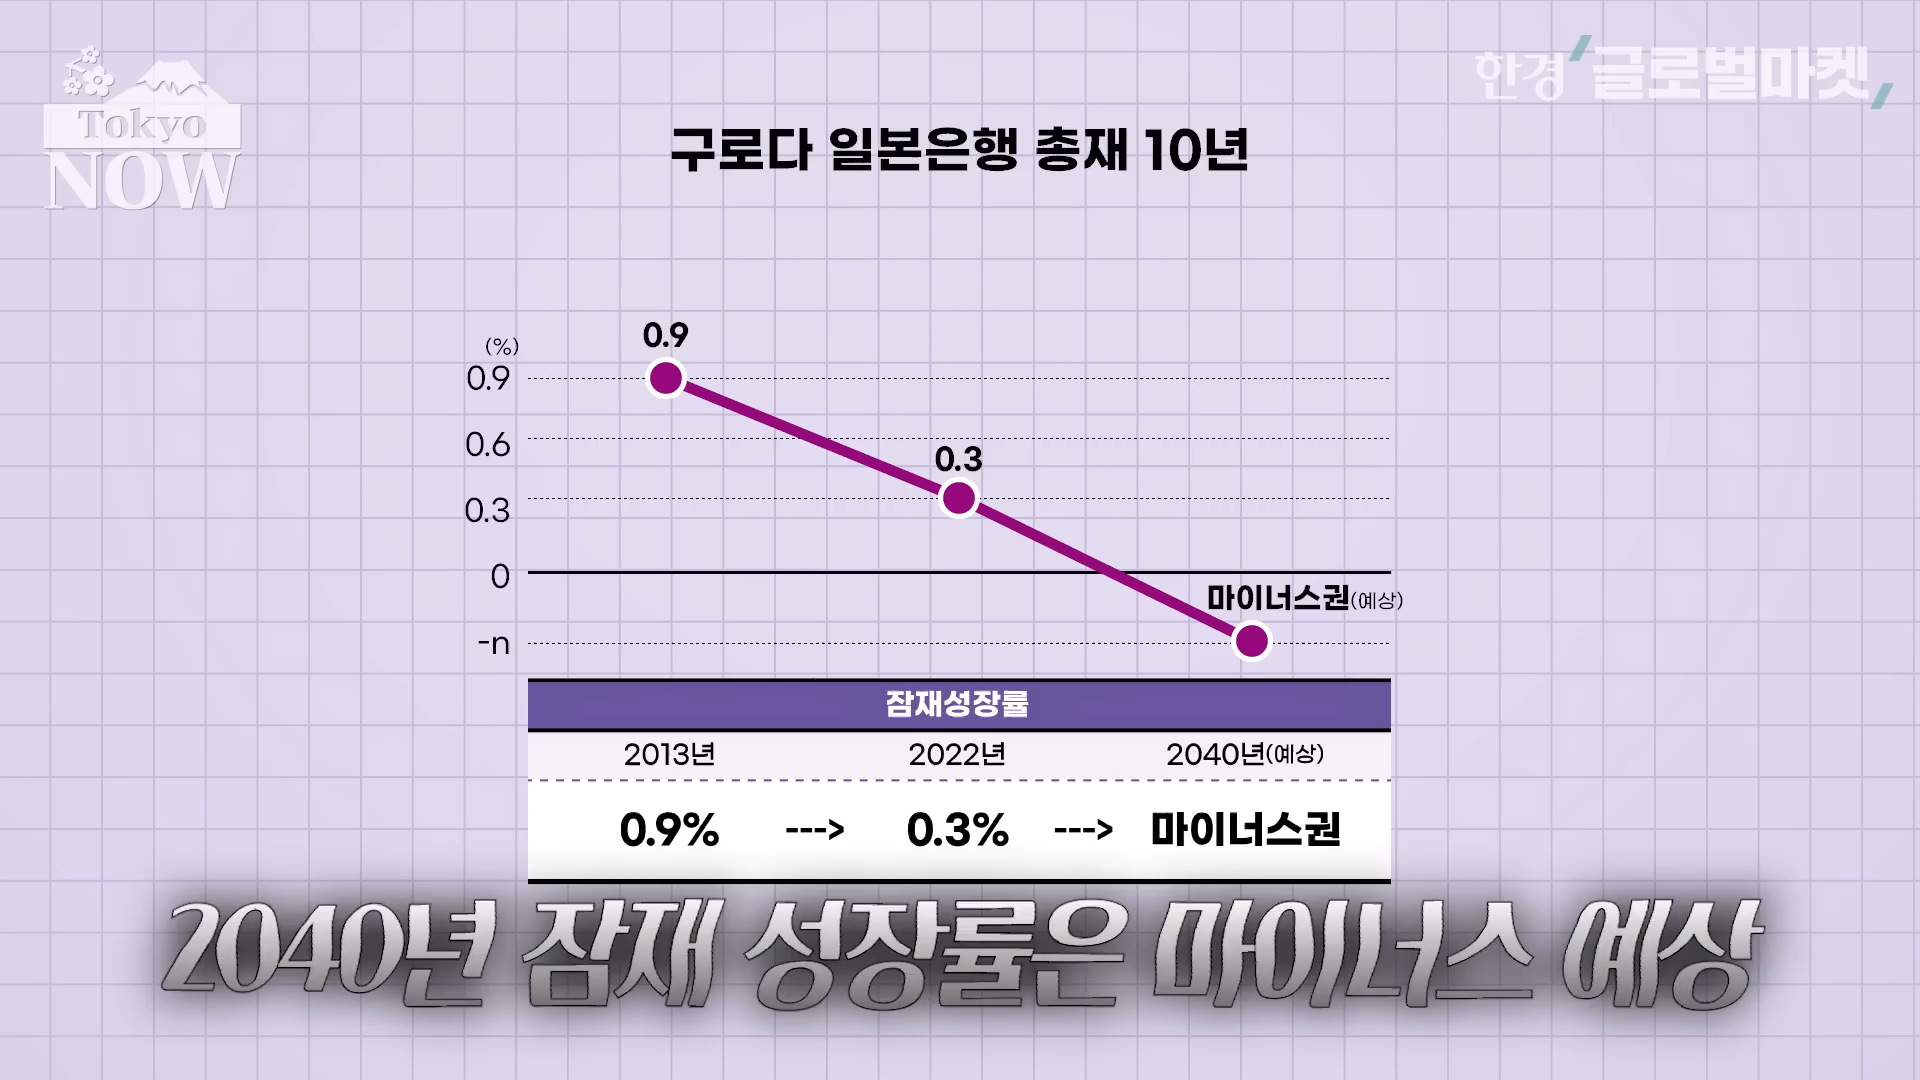 Tokyo
NOW
한경 글로벌마켓
구로다 일본은행 총재 10년
(%)
0.9
0.6
0.3
0
-n
0.9
0.3
마이너스권(예상)
잠재성장률
2013년 2022년 2040년(예상)
0.9% ---> 0.3% ---> 마이너스권
2040년 잠재 성장률은 마이너스 예상